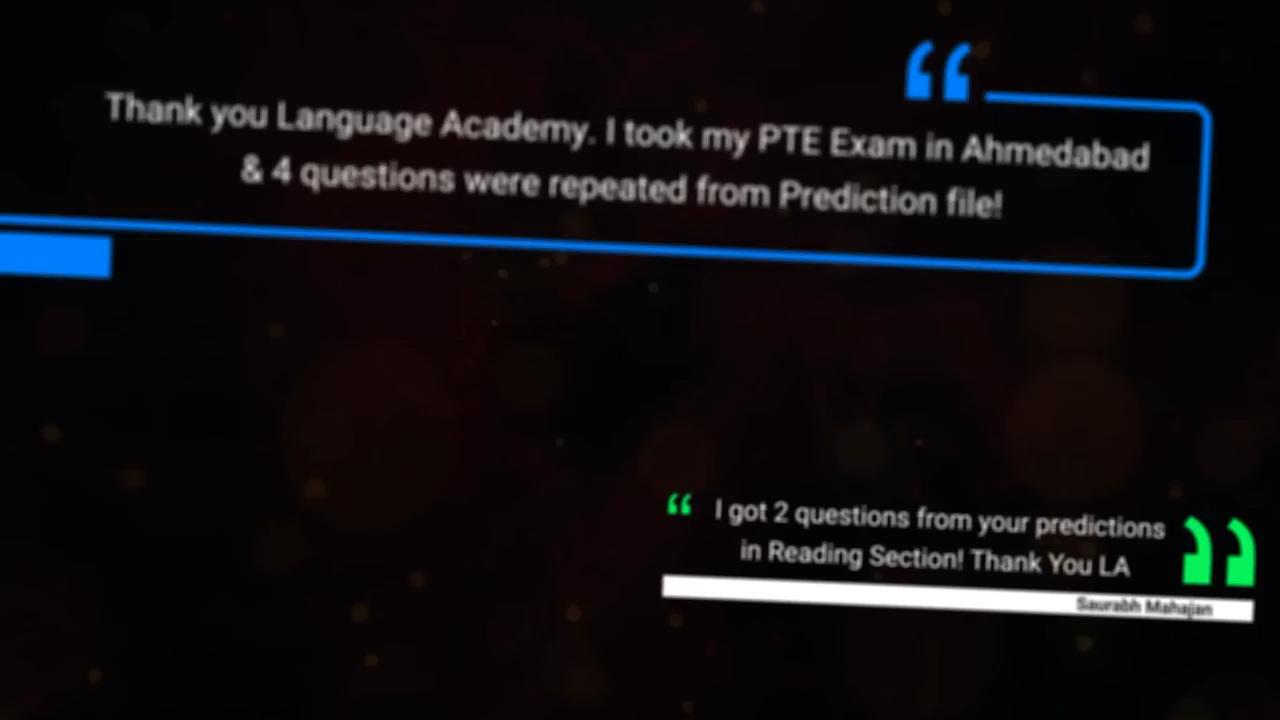 Thank you Language Academy. I took my PTE Exam in Ahmedabad
& 4 questions were repeated from Prediction file!
I got 2 questions from your predictions
in Reading Section! Thank You LA
Saurabh Mahajan